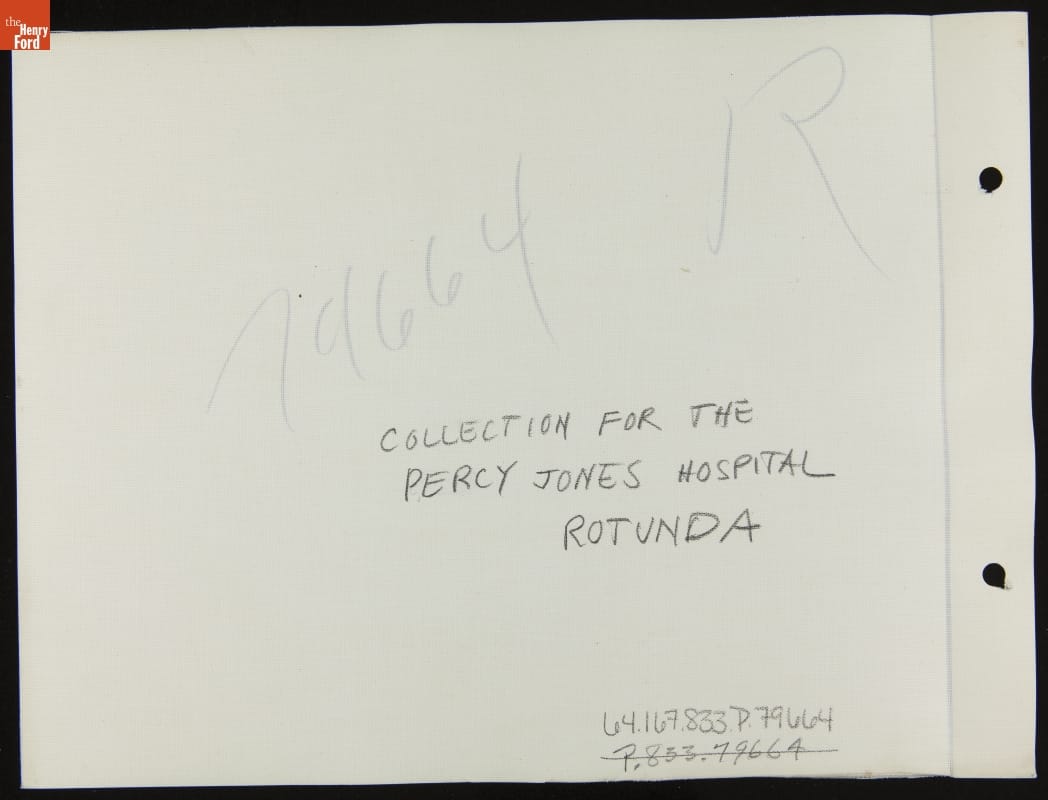 the
Henry
Ford
R
79664
COLLECTION FOR THE
PERCY JONES HOSPITAL
ROTUNDA
64.167.833.P.79664
P.833.79664